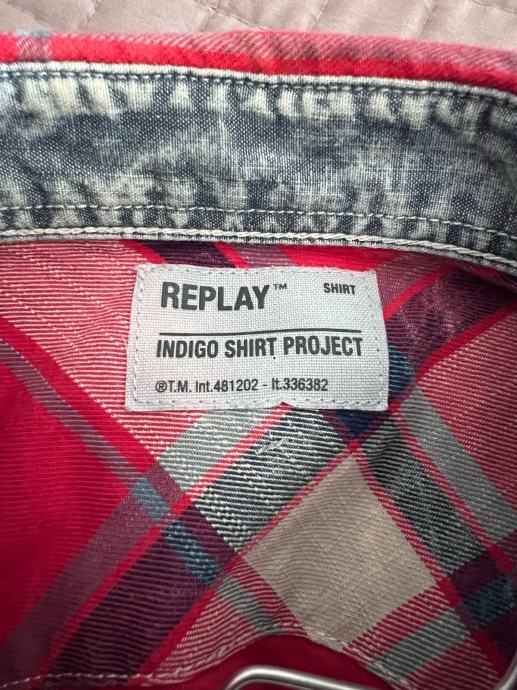 REPLAY™ SHIRT
INDIGO SHIRT PROJECT
®T.M. Int.481202 - It.336382